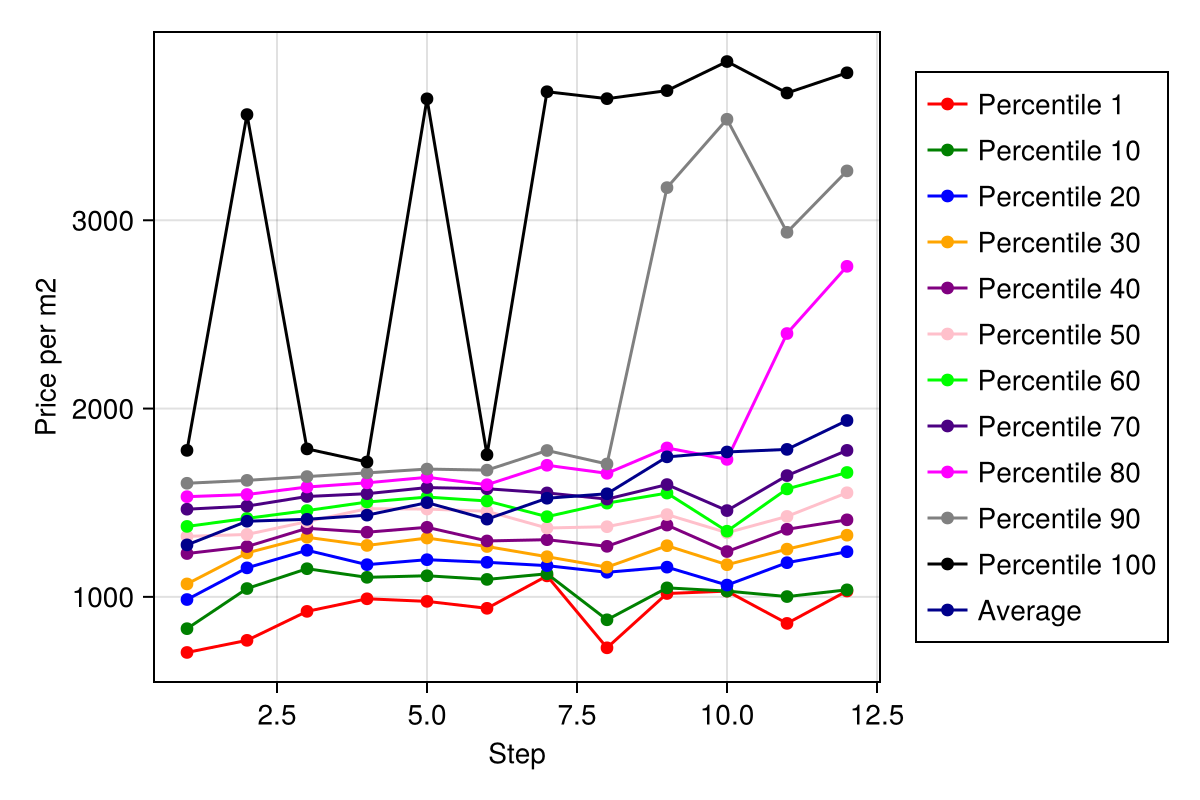 3000
2000
1000
Price per m2
2.5
5.0
7.5
10.0
12.5
Step
Percentile 1
Percentile 10
Percentile 20
Percentile 30
Percentile 40
Percentile 50
Percentile 60
Percentile 70
Percentile 80
Percentile 90
Percentile 100
Average